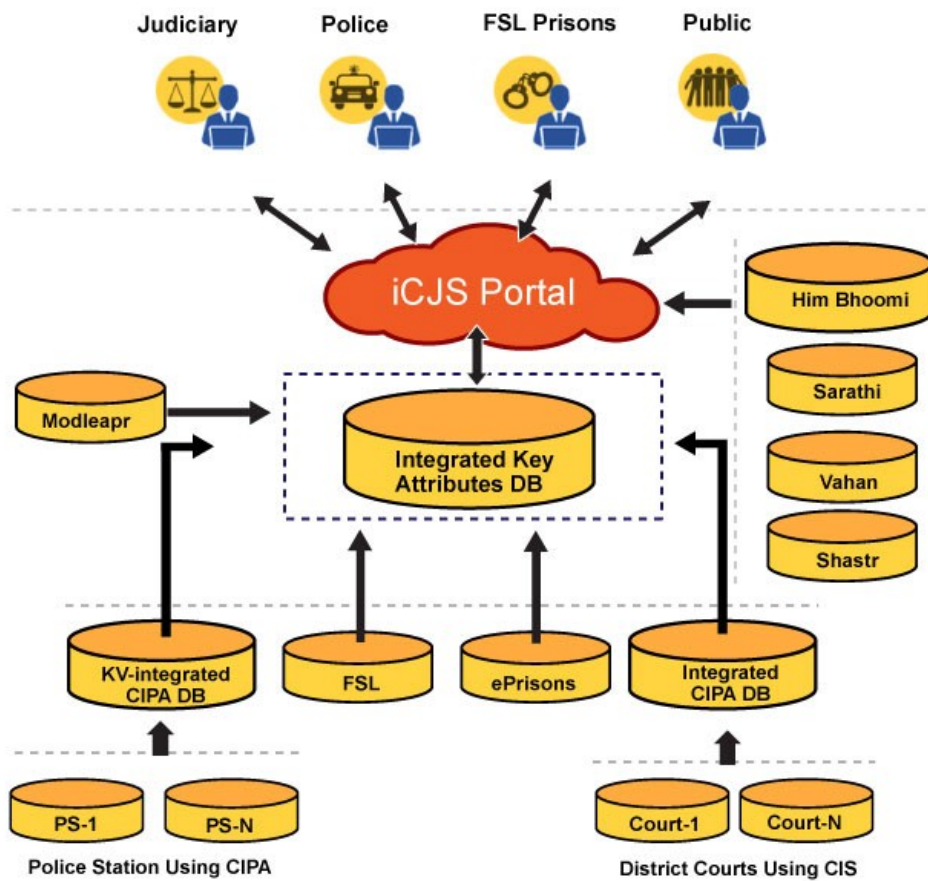 Judiciary
Police
FSL Prisons
Public
iCJS Portal
Him Bhoomi
Sarathi
Vahan
Shastr
Modleapr
Integrated Key
Attributes DB
KV-integrated
CIPA DB
FSL
ePrisons
Integrated
CIPA DB
PS-1
PS-N
Court-1
Court-N
Police Station Using CIPA
District Courts Using CIS